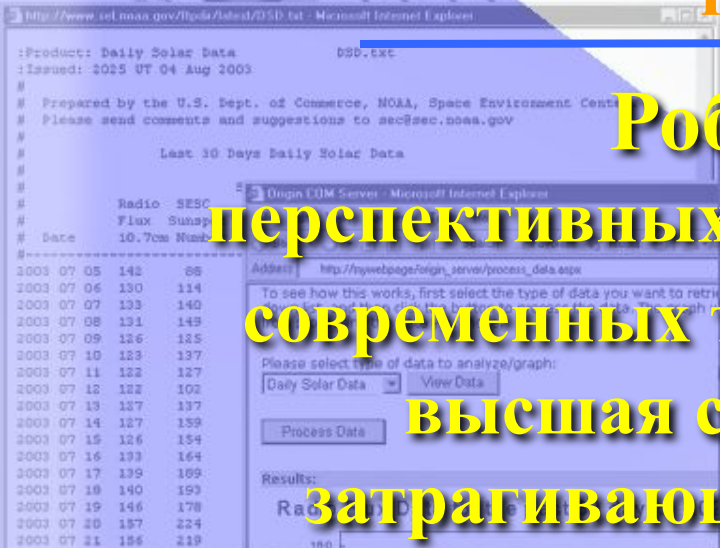 http://www.sel.noaa.gov/ftpdir/latest/DSD.txt - Microsoft Internet Explorer
:Product: Daily Solar Data DSD.txt
:Issued: 2025 UT 04 Aug 2003
#
# Prepared by the U.S. Dept. of Commerce, NOAA, Space Environment Cente
# Please send comments and suggestions to sec@sec.noaa.gov
#
# Last 30 Days Daily Solar Data
#
#
# Radio SESC
# Flux Sunsp
# Date 10.7cm Numb
#---
2003 07 05 142 88
2003 07 06 130 114
2003 07 07 133 140
2003 07 08 131 149
2003 07 09 126 125
2003 07 10 123 137
2003 07 11 122 127
2003 07 12 122 102
2003 07 13 127 137
2003 07 14 127 159
2003 07 15 126 154
2003 07 16 133 164
2003 07 17 139 189
2003 07 18 140 193
2003 07 19 146 178
2003 07 20 157 224
2003 07 21 156 219
Origin COM Server - Microsoft Internet Explorer
Address http://mywebpage/origin_server/process_data.aspx
To see how this works, first select the type of data you want to retrie
Please select type of data to analyze/graph:
Daily Solar Data View Data
Process Data
Results:
150
Роб
перспективных
современных т
высшая с
затрагивающ